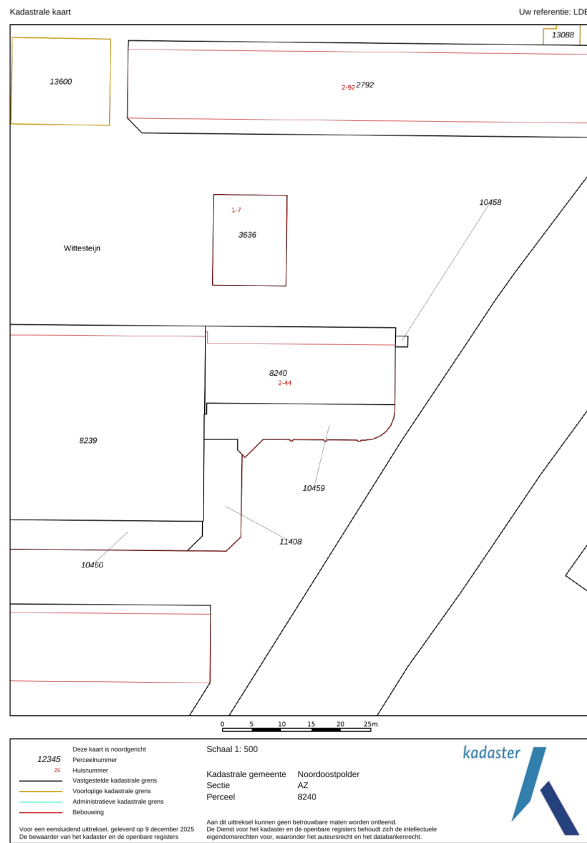 Kadastrale kaart
Uw referentie: LDE
13088
13600
2-92 2792
10458
1-7
3636
Wittesteijn
8240
2-44
8239
10459
11408
10460
0 5 10 15 20 25m
Deze kaart is noordgericht
12345 Perceelnummer
25 Huisnummer
Vastgestelde kadastrale grens
Voorlopige kadastrale grens
Administratieve kadastrale grens
Bebouwing
Voor een eensluidend uittreksel, geleverd op 9 december 2025
De bewaarder van het kadaster en de openbare registers
Schaal 1: 500
Kadastrale gemeente Noordoostpolder
Sectie AZ
Perceel 8240
Aan dit uittreksel kunnen geen betrouwbare maten worden ontleend.
De Dienst voor het kadaster en de openbare registers behoudt zich de intellectuele
eigendomsrechten voor, waaronder het auteursrecht en het databankenrecht.
kadaster